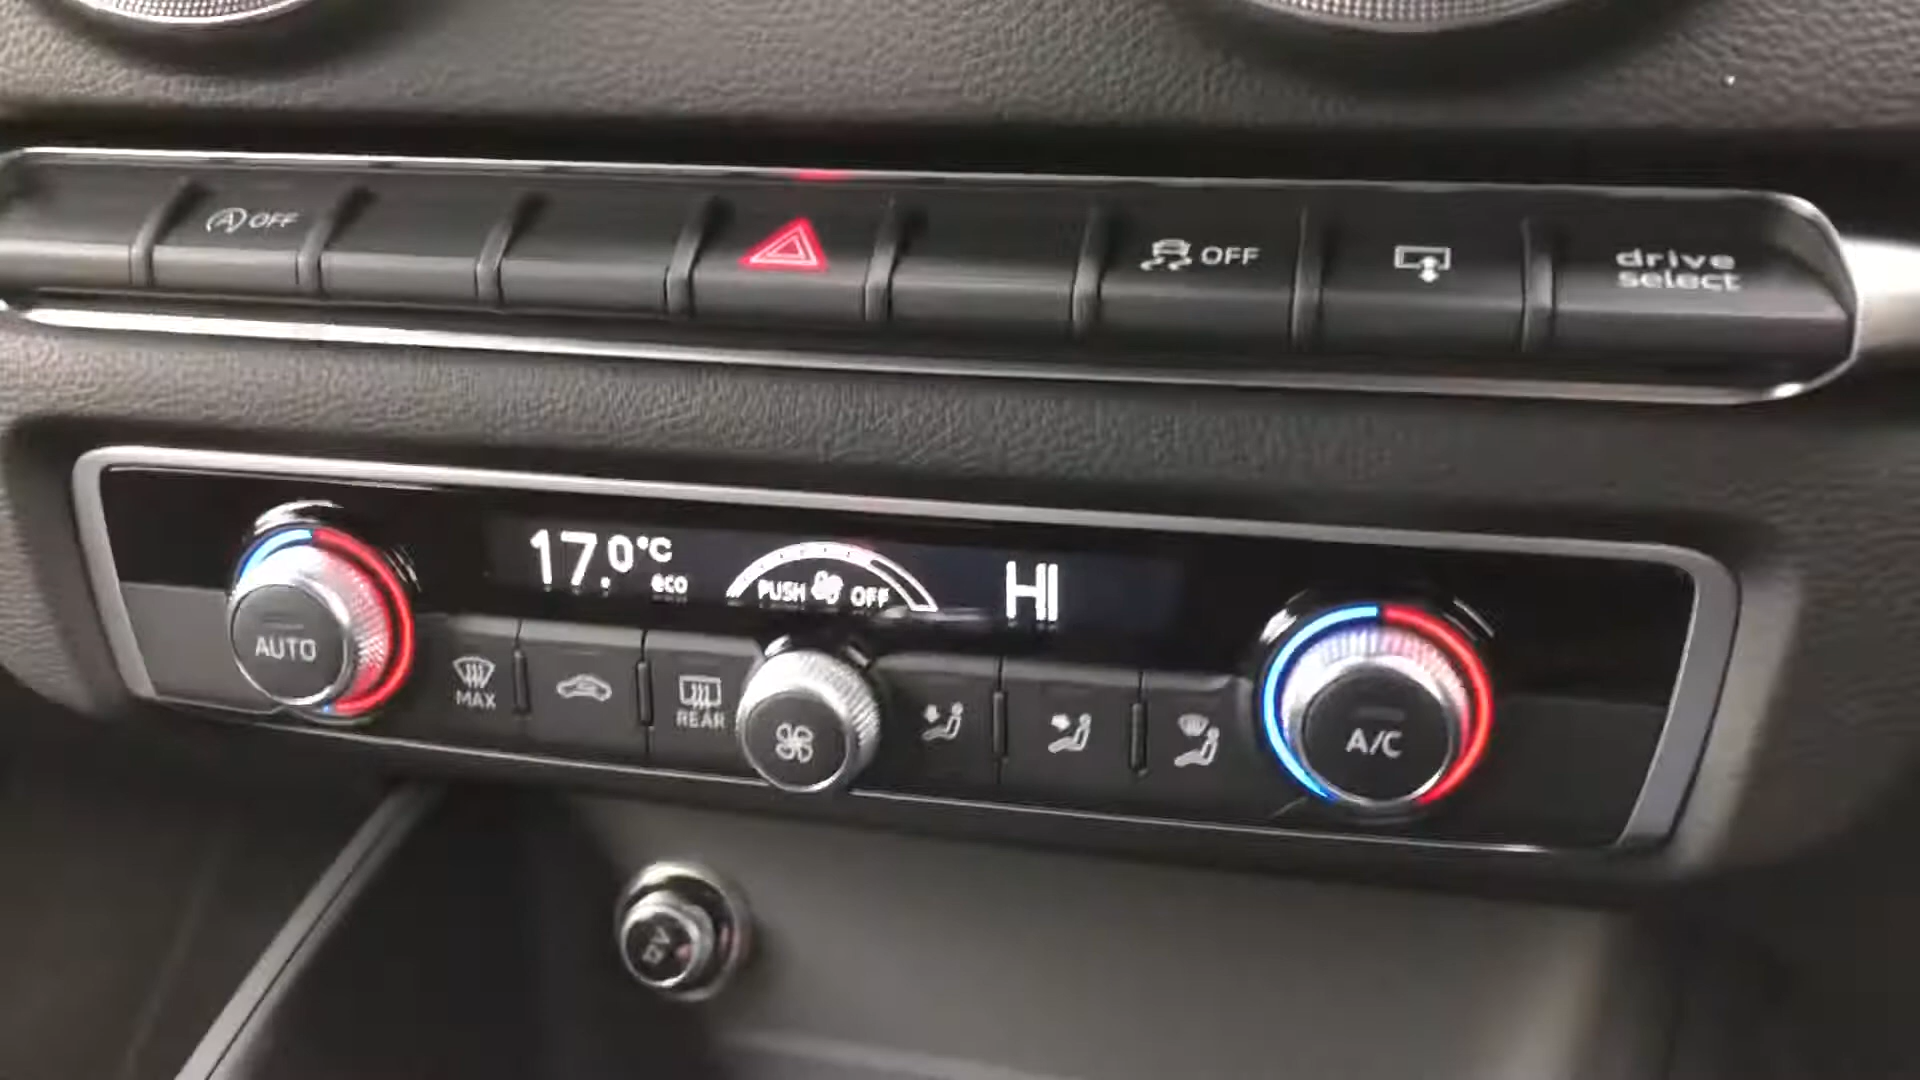 A OFF
OFF
drive
select
17.0°C
eco
PUSH OFF
HI
AUTO
MAX
REAR
A/C